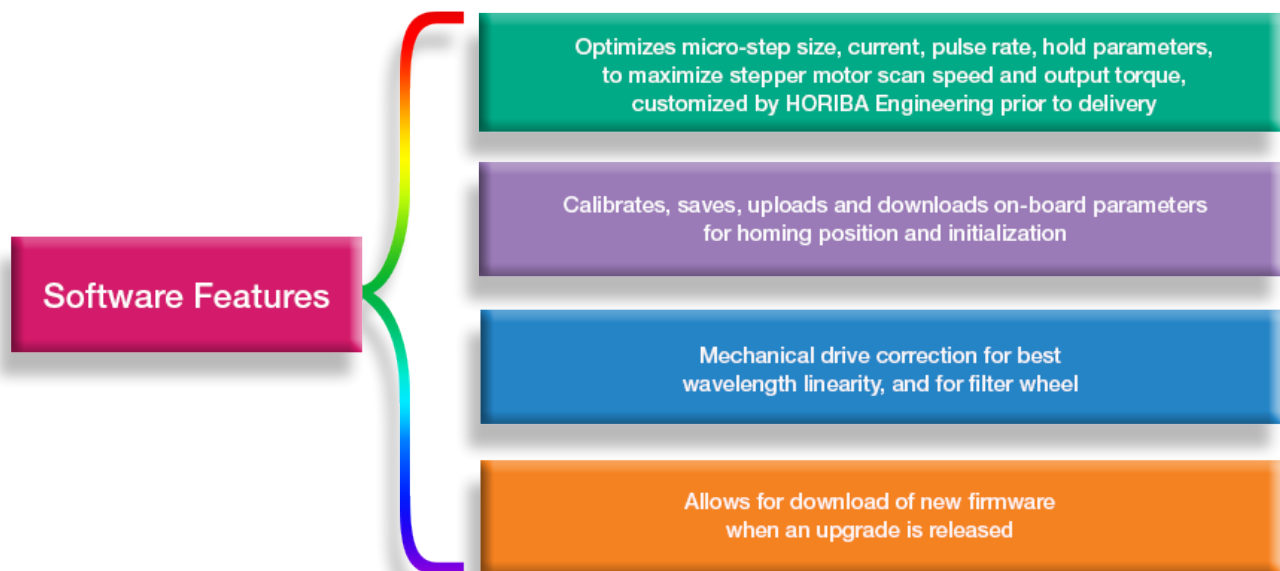 Software Features
Optimizes micro-step size, current, pulse rate, hold parameters,
to maximize stepper motor scan speed and output torque,
customized by HORIBA Engineering prior to delivery
Calibrates, saves, uploads and downloads on-board parameters
for homing position and initialization
Mechanical drive correction for best
wavelength linearity, and for filter wheel
Allows for download of new firmware
when an upgrade is released